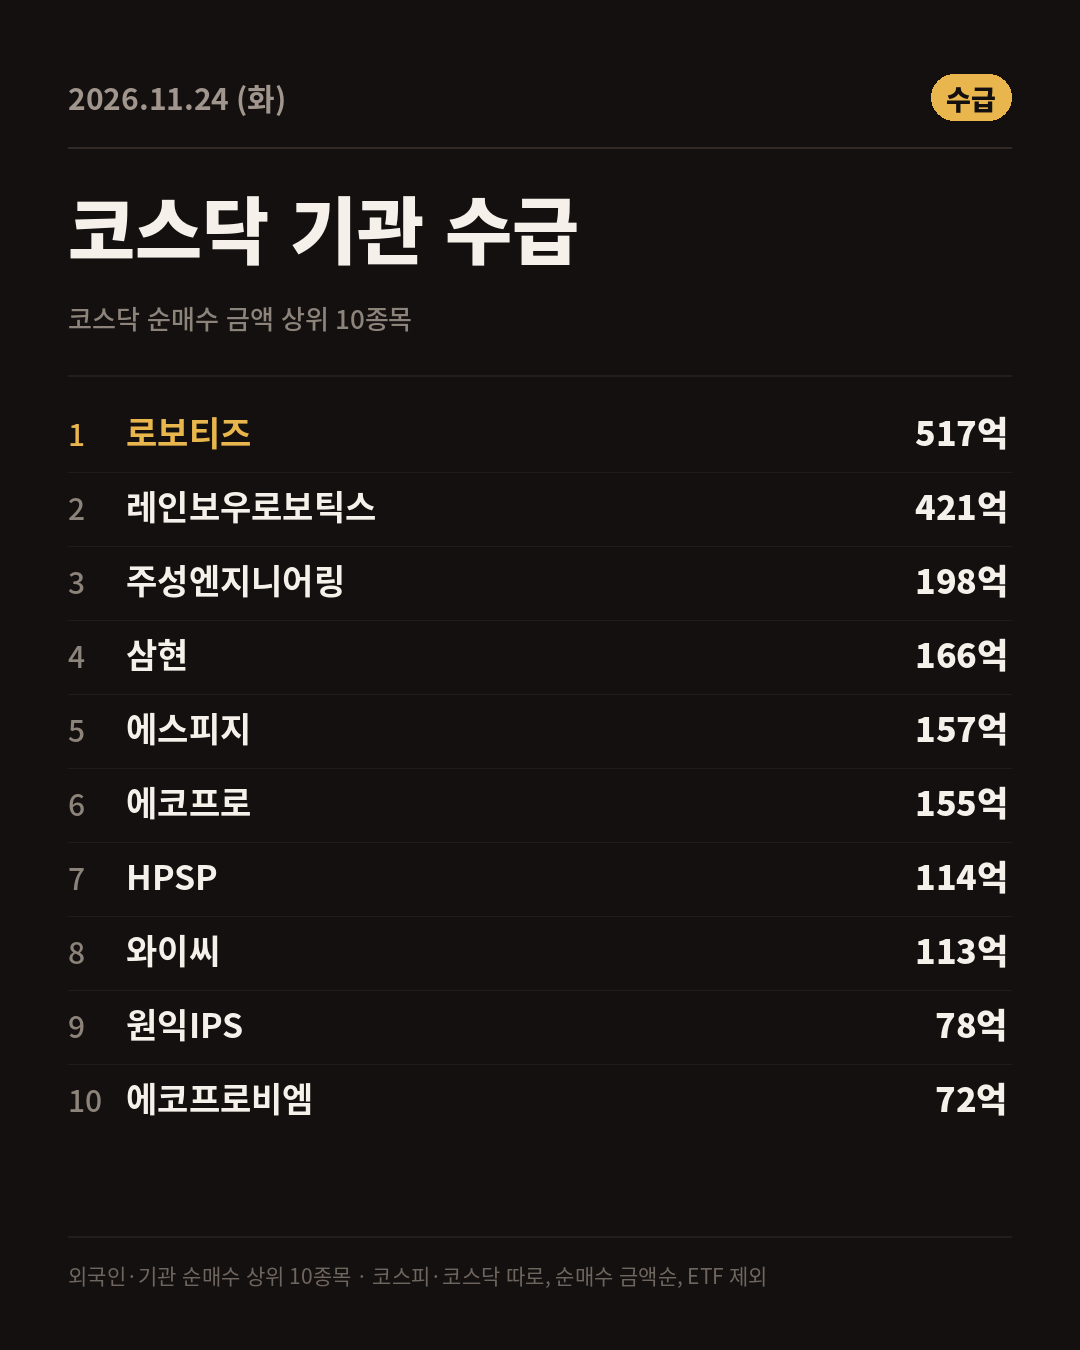 2026.11.24 (화)
수급
코스닥 기관 수급
코스닥 순매수 금액 상위 10종목
1 로보티즈 517억
2 레인보우로보틱스 421억
3 주성엔지니어링 198억
4 삼현 166억
5 에스피지 157억
6 에코프로 155억
7 HPSP 114억
8 와이씨 113억
9 원익IPS 78억
10 에코프로비엠 72억
외국인·기관 순매수 상위 10종목 · 코스피·코스닥 따로, 순매수 금액순, ETF 제외